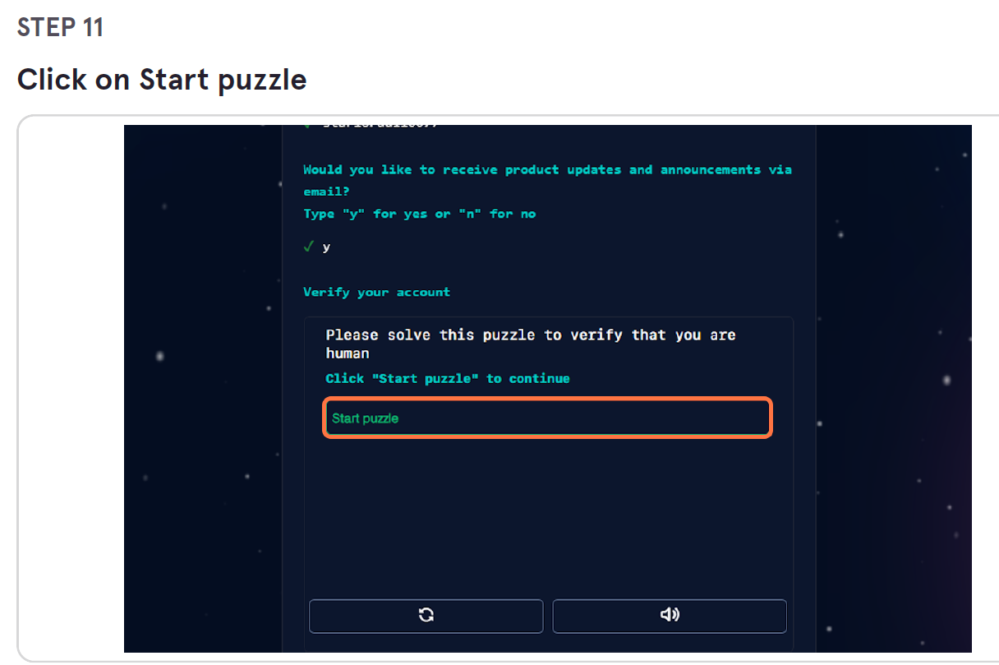 STEP 11
Click on Start puzzle
Would you like to receive product updates and announcements via
email?
Type "y" for yes or "n" for no
✓ y
Verify your account
Please solve this puzzle to verify that you are
human
Click "Start puzzle" to continue
Start puzzle